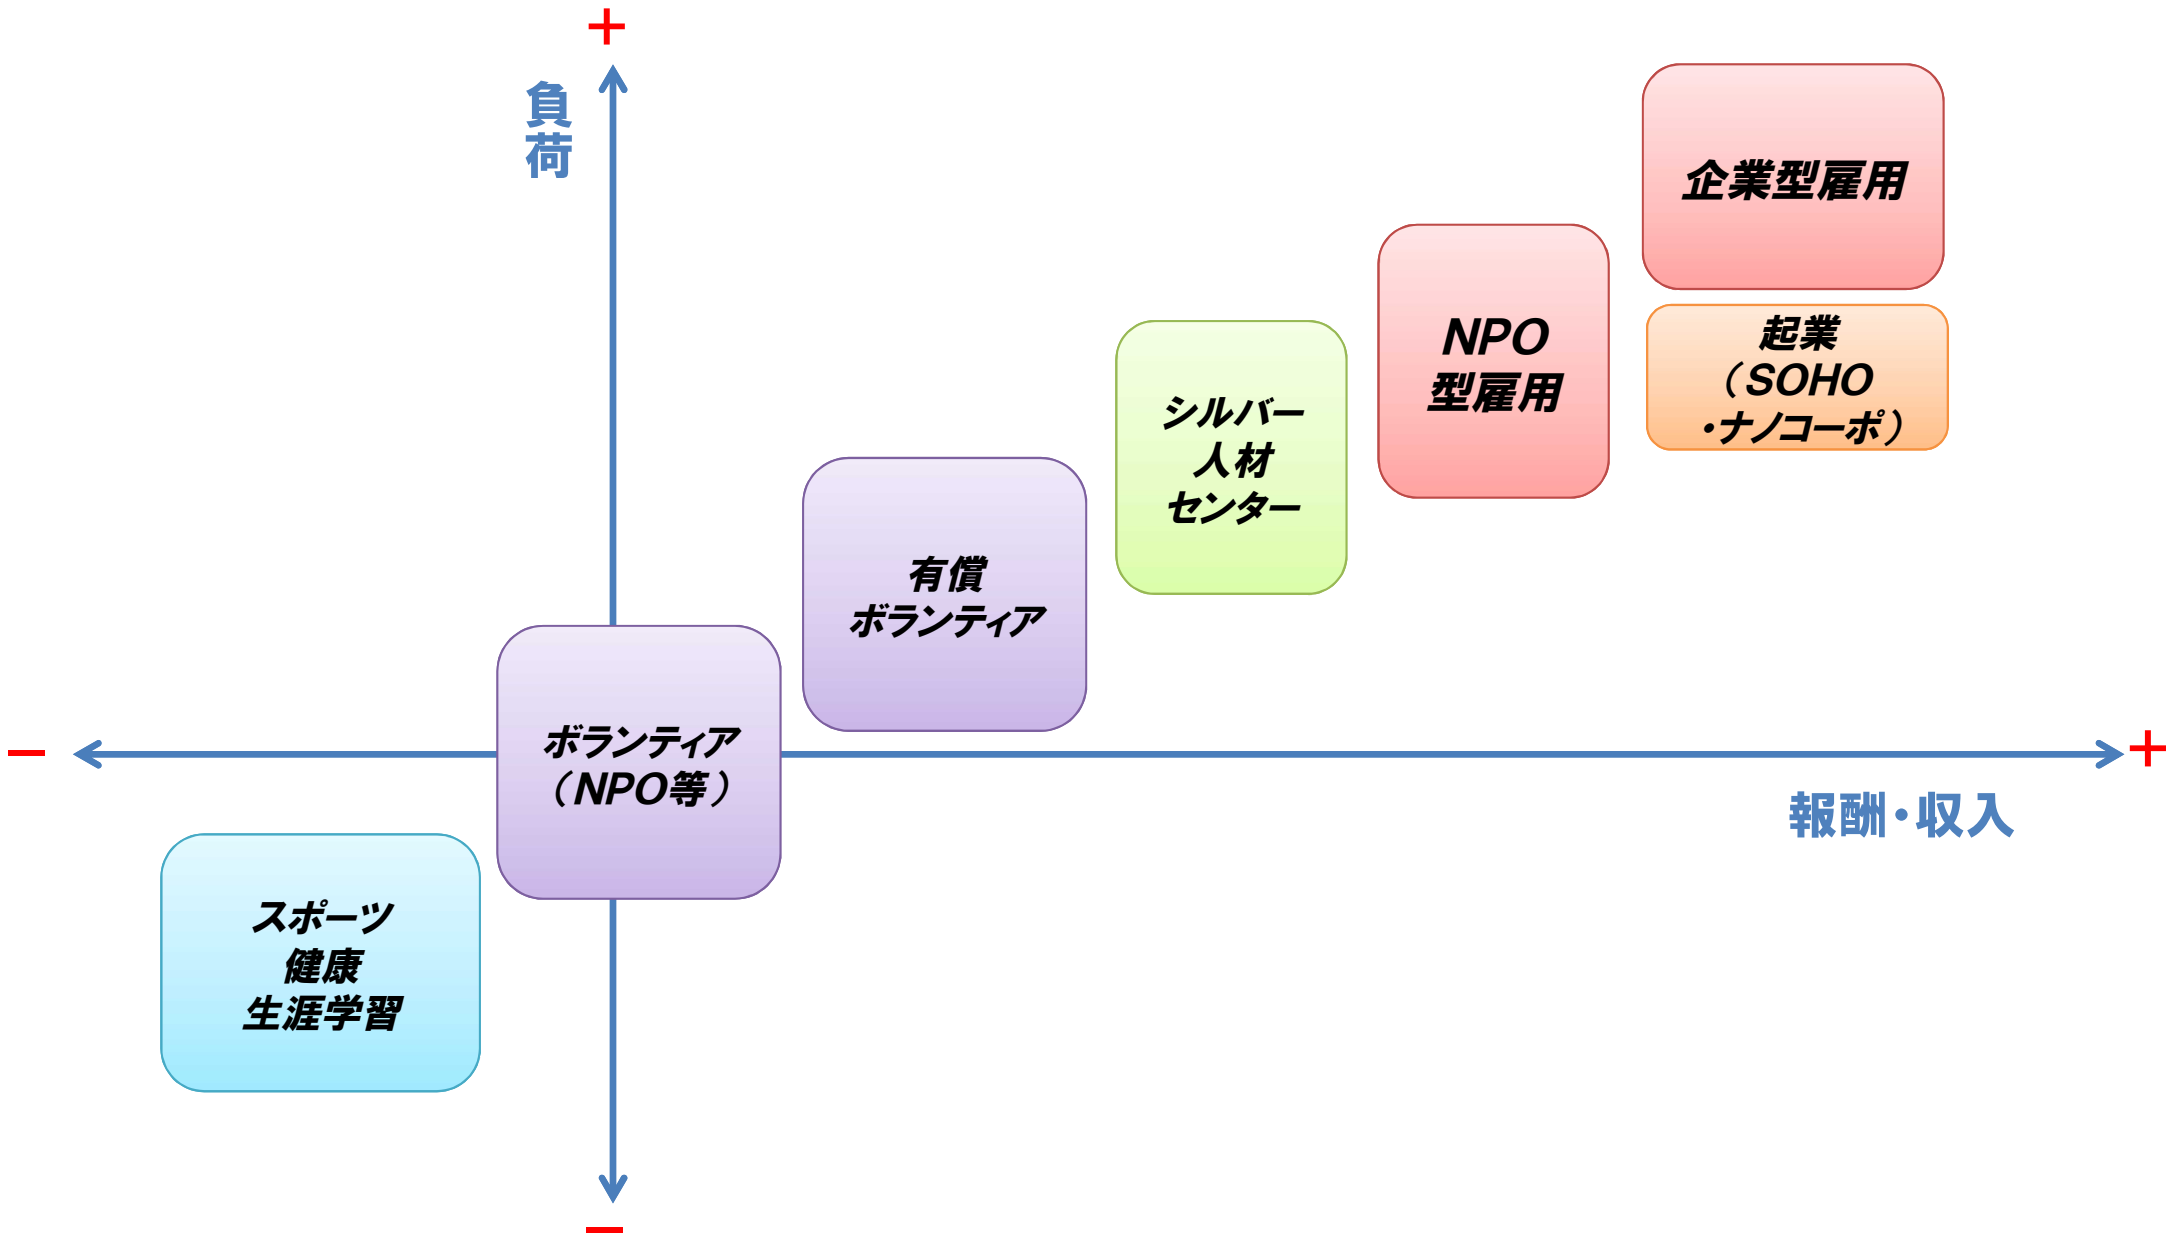 +
負荷
企業型雇用
NPO
型雇用
起業
（SOHO
・ナノコーポ）
シルバー
人材
センター
有償
ボランティア
ボランティア
（NPO等）
－
+
報酬・収入
スポーツ
健康
生涯学習
－